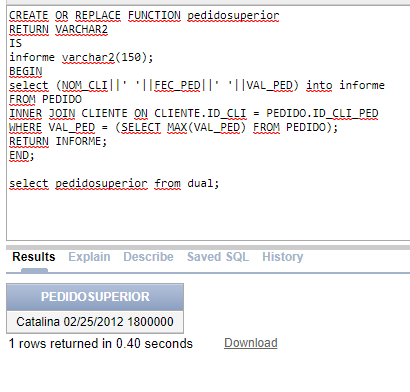 CREATE OR REPLACE FUNCTION pedidosuperior
RETURN VARCHAR2
IS
informe varchar2(150);
BEGIN
select (NOM_CLI||' '||FEC_PED||' '||VAL_PED) into informe
FROM PEDIDO
INNER JOIN CLIENTE ON CLIENTE.ID_CLI = PEDIDO.ID_CLI_PED
WHERE VAL_PED = (SELECT MAX(VAL_PED) FROM PEDIDO);
RETURN INFORME;
END;
select pedidosuperior from dual;
Results Explain Describe Saved SQL History
PEDIDOSUPERIOR
Catalina 02/25/2012 1800000
1 rows returned in 0.40 seconds Download